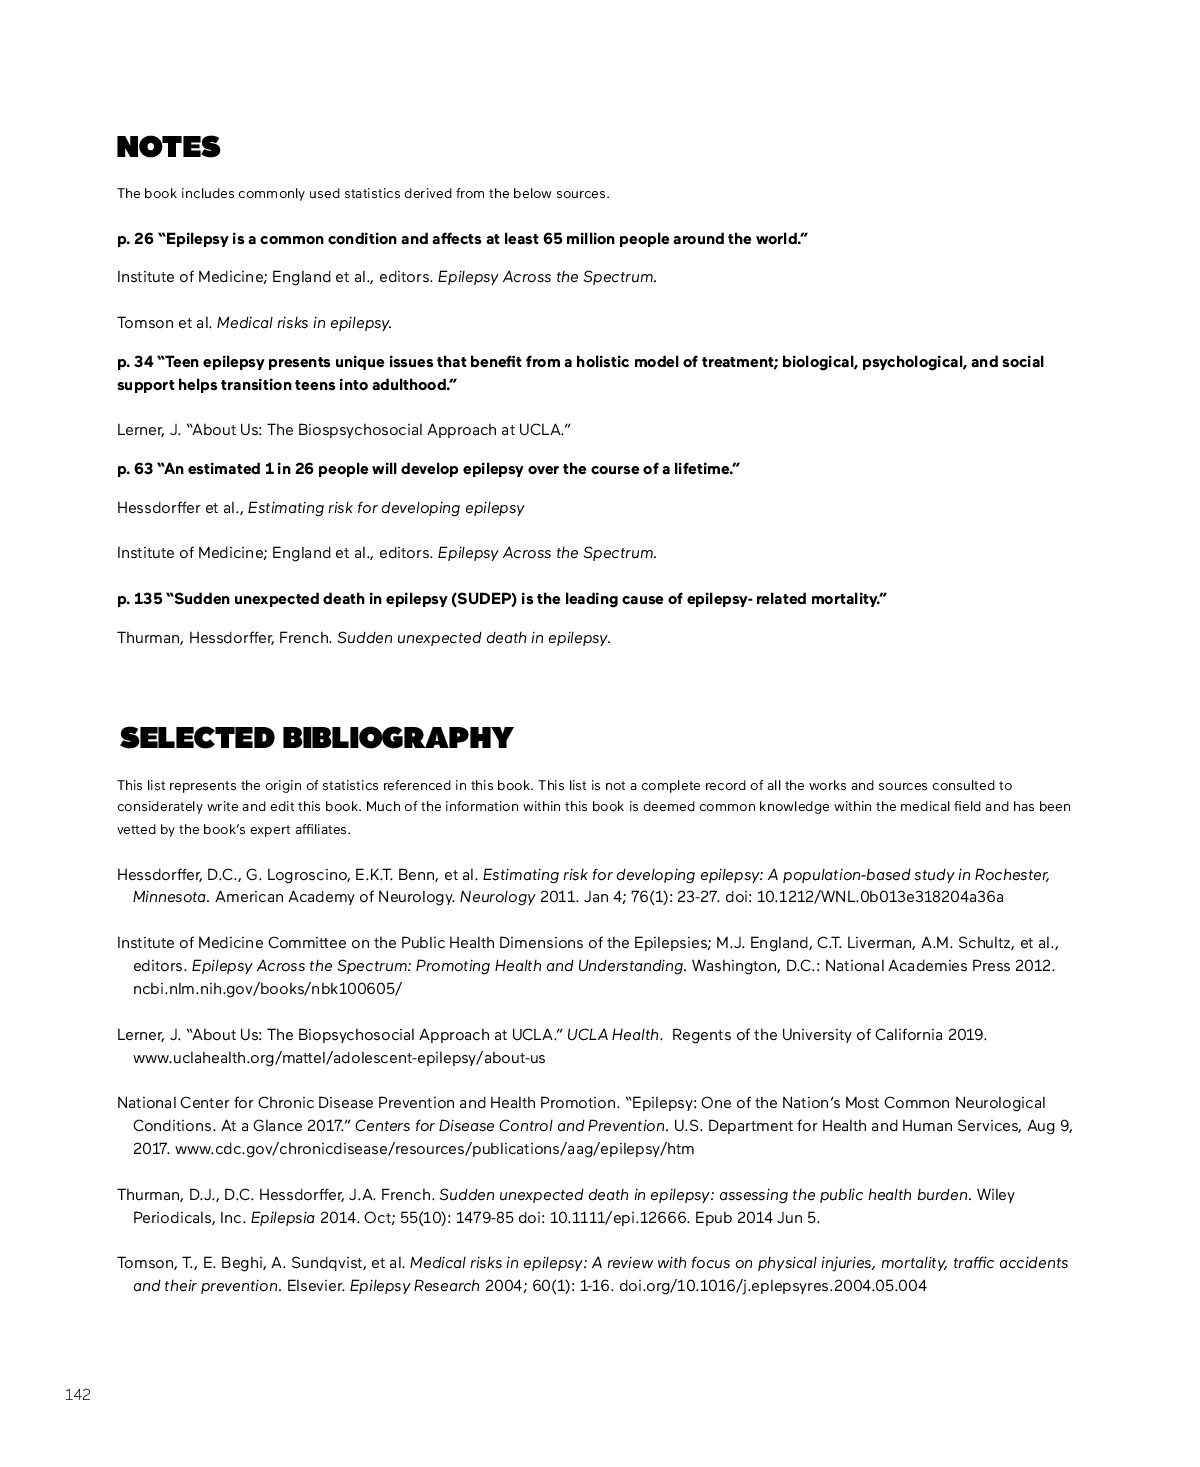 NOTES
The book includes commonly used statistics derived from the below sources.
p. 26 “Epilepsy is a common condition and affects at least 65 million people around the world.”
Institute of Medicine; England et al., editors. Epilepsy Across the Spectrum.
Tomson et al. Medical risks in epilepsy.
p. 34 “Teen epilepsy presents unique issues that benefit from a holistic model of treatment; biological, psychological, and social
support helps transition teens into adulthood.”
Lerner, J. “About Us: The Biospsychosocial Approach at UCLA.”
p. 63 “An estimated 1 in 26 people will develop epilepsy over the course of a lifetime.”
Hessdorffer et al., Estimating risk for developing epilepsy
Institute of Medicine; England et al., editors. Epilepsy Across the Spectrum.
p. 135 “Sudden unexpected death in epilepsy (SUDEP) is the leading cause of epilepsy- related mortality.”
Thurman, Hessdorffer, French. Sudden unexpected death in epilepsy.
SELECTED BIBLIOGRAPHY
This list represents the origin of statistics referenced in this book. This list is not a complete record of all the works and sources consulted to
considerately write and edit this book. Much of the information within this book is deemed common knowledge within the medical field and has been
vetted by the book’s expert affiliates.
Hessdorffer, D.C., G. Logroscino, E.K.T. Benn, et al. Estimating risk for developing epilepsy: A population-based study in Rochester,
Minnesota. American Academy of Neurology. Neurology 2011. Jan 4; 76(1): 23-27. doi: 10.1212/WNL.0b013e318204a36a
Institute of Medicine Committee on the Public Health Dimensions of the Epilepsies; M.J. England, C.T. Liverman, A.M. Schultz, et al.,
editors. Epilepsy Across the Spectrum: Promoting Health and Understanding. Washington, D.C.: National Academies Press 2012.
ncbi.nlm.nih.gov/books/nbk100605/
Lerner, J. “About Us: The Biopsychosocial Approach at UCLA.” UCLA Health. Regents of the University of California 2019.
www.uclahealth.org/mattel/adolescent-epilepsy/about-us
National Center for Chronic Disease Prevention and Health Promotion. “Epilepsy: One of the Nation’s Most Common Neurological
Conditions. At a Glance 2017.” Centers for Disease Control and Prevention. U.S. Department for Health and Human Services, Aug 9,
2017. www.cdc.gov/chronicdisease/resources/publications/aag/epilepsy/htm
Thurman, D.J., D.C. Hessdorffer, J.A. French. Sudden unexpected death in epilepsy: assessing the public health burden. Wiley
Periodicals, Inc. Epilepsia 2014. Oct; 55(10): 1479-85 doi: 10.1111/epi.12666. Epub 2014 Jun 5.
Tomson, T., E. Beghi, A. Sundqvist, et al. Medical risks in epilepsy: A review with focus on physical injuries, mortality, traffic accidents
and their prevention. Elsevier. Epilepsy Research 2004; 60(1): 1-16. doi.org/10.1016/j.eplepsyres.2004.05.004
142